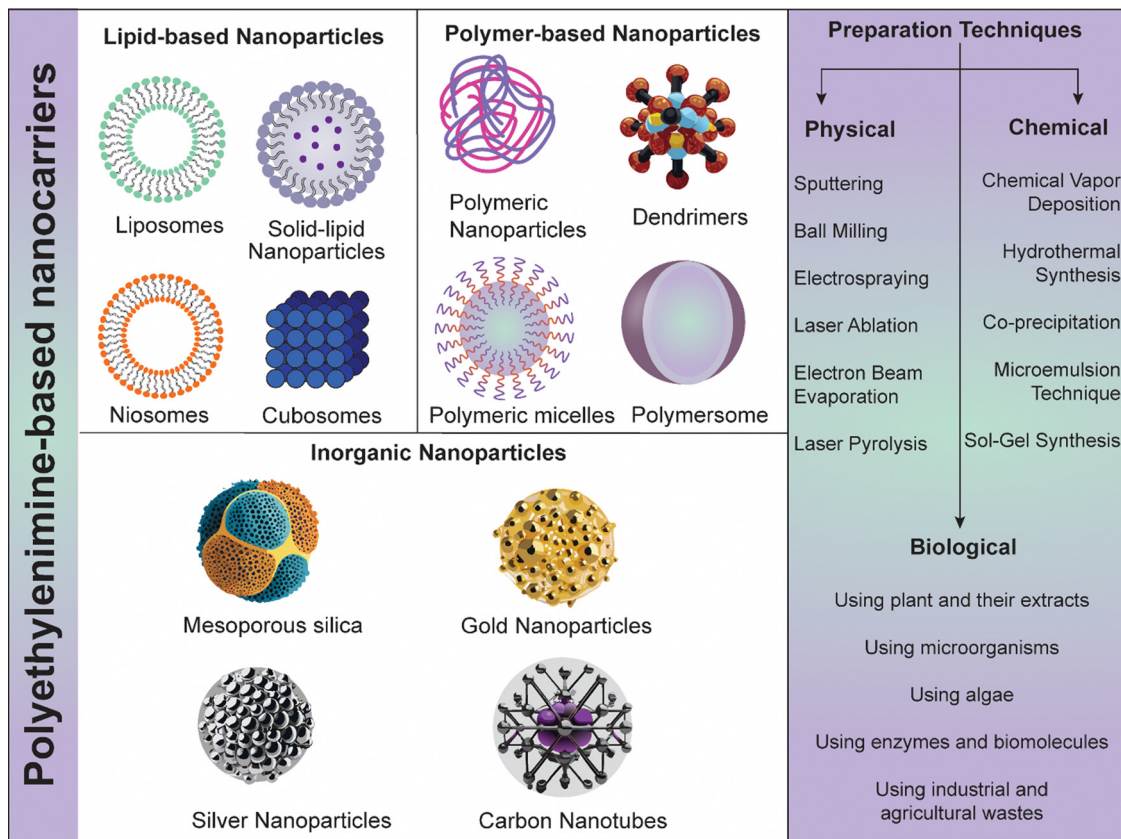 Polyethylenimine-based nanocarriers
Lipid-based Nanoparticles
Liposomes
Solid-lipid
Nanoparticles
Niosomes
Cubosomes
Polymer-based Nanoparticles
Polymeric
Nanoparticles
Dendrimers
Polymeric micelles
Polymersome
Inorganic Nanoparticles
Mesoporous silica
Gold Nanoparticles
Silver Nanoparticles
Carbon Nanotubes
Preparation Techniques
Physical
Sputtering
Ball Milling
Electrospraying
Laser Ablation
Electron Beam
Evaporation
Laser Pyrolysis
Chemical
Chemical Vapor
Deposition
Hydrothermal
Synthesis
Co-precipitation
Microemulsion
Technique
Sol-Gel Synthesis
Biological
Using plant and their extracts
Using microorganisms
Using algae
Using enzymes and biomolecules
Using industrial and
agricultural wastes